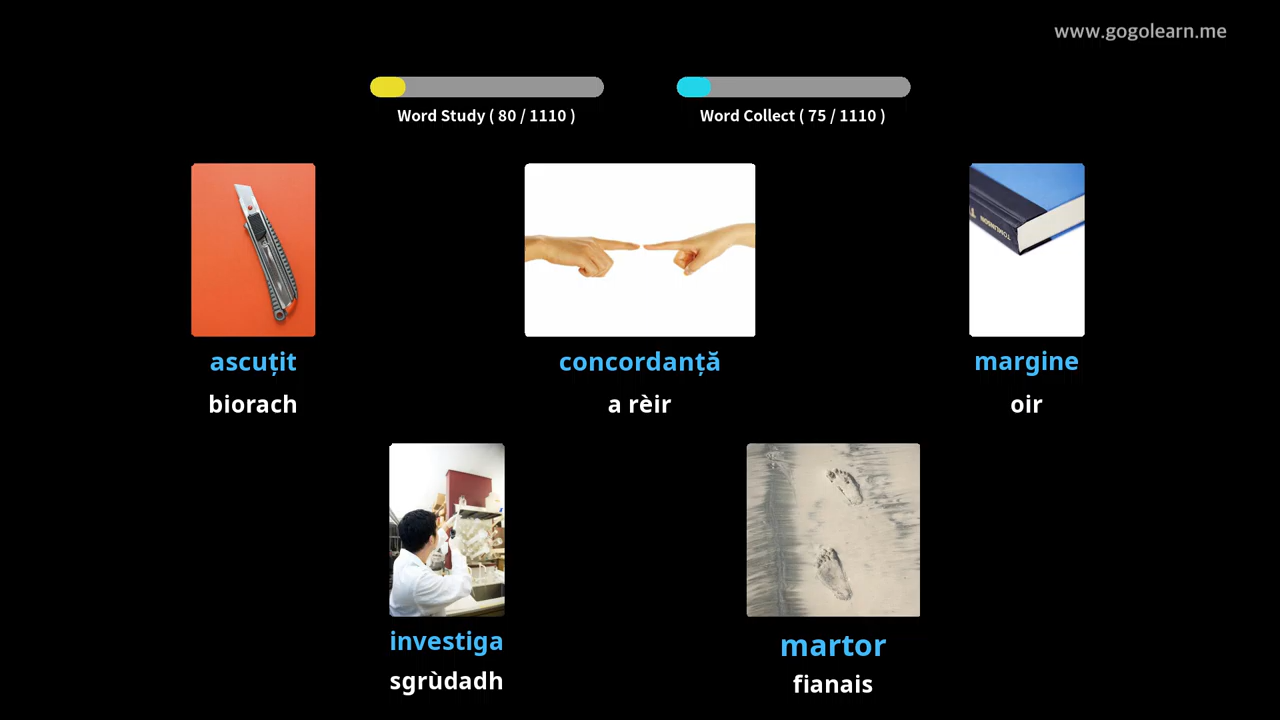 www.gogolearn.me
Word Study ( 80 / 1110 )
Word Collect ( 75 / 1110 )
TOMLINSON
ascuțit
concordanță
margine
biorach
a rèir
oir
investiga
martor
sgrùdadh
fianais